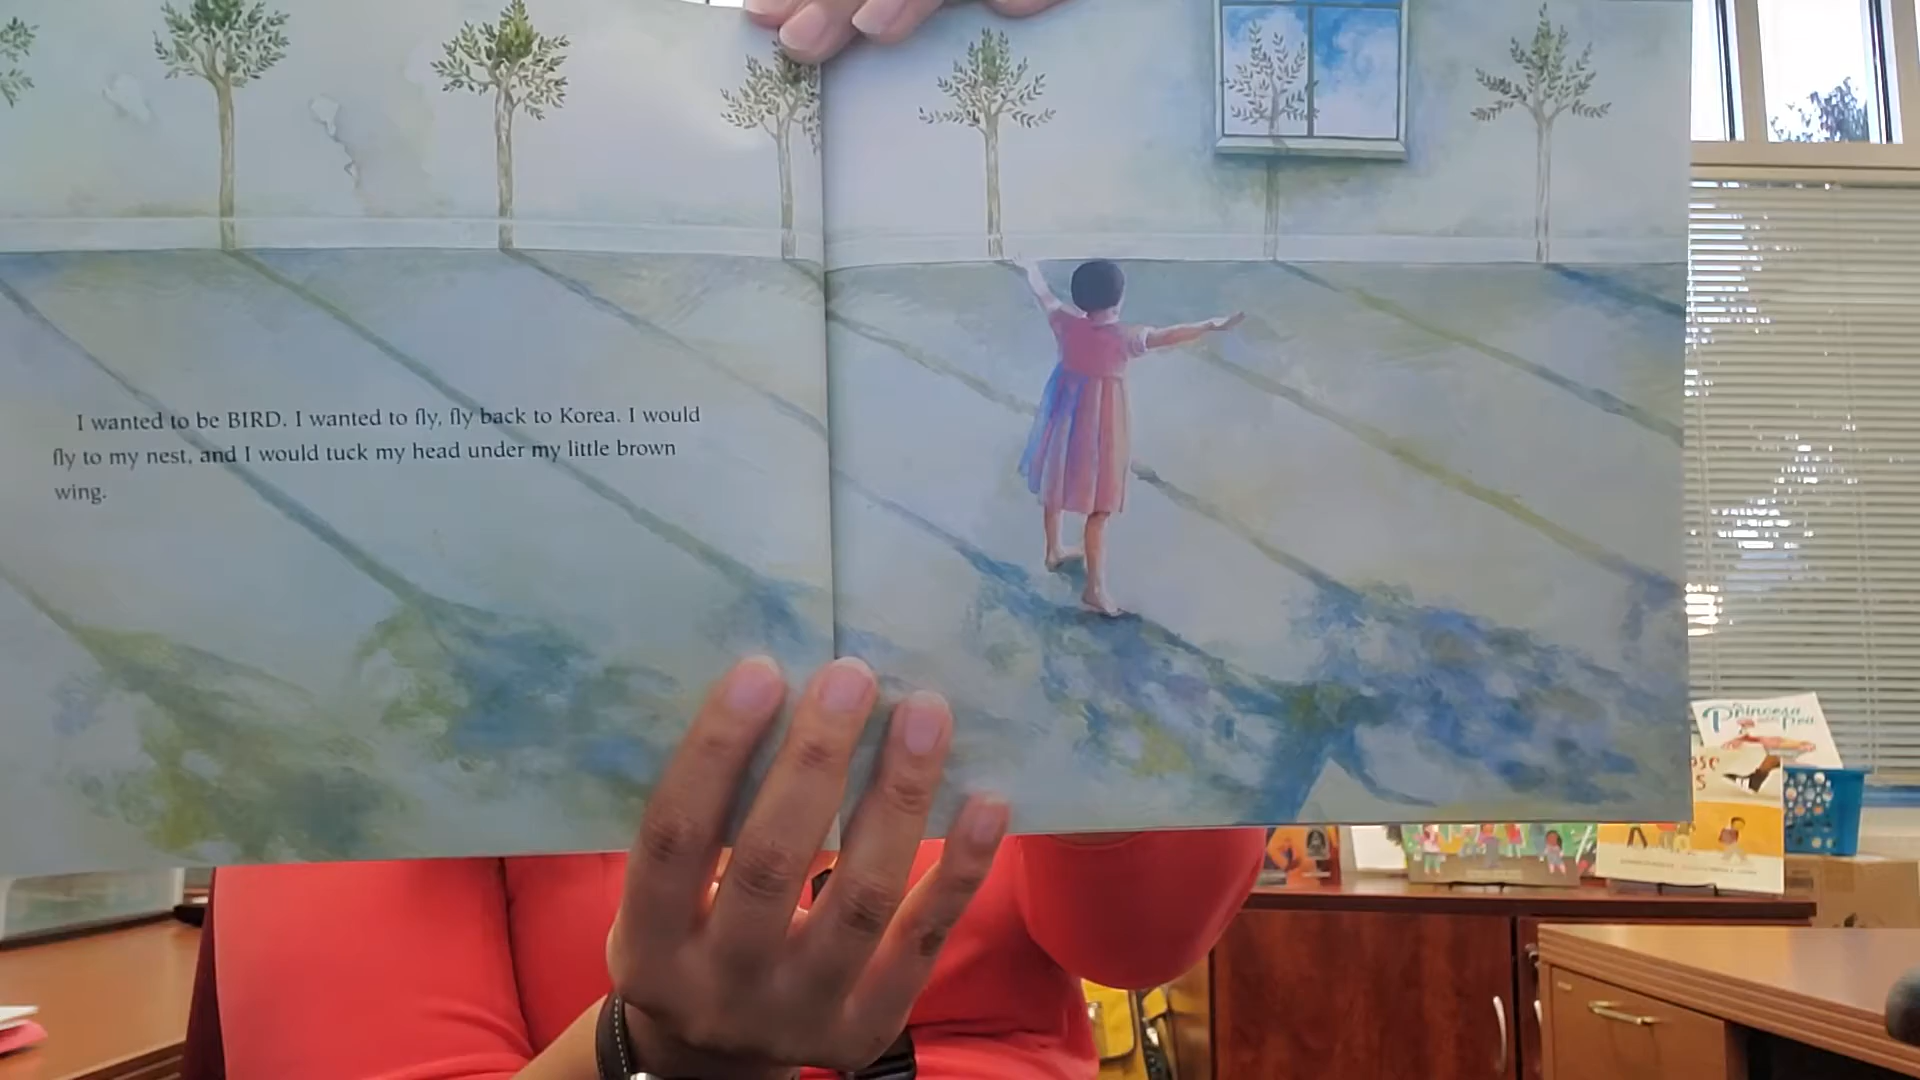 I wanted to be BIRD. I wanted to fly, fly back to Korea. I would
fly to my nest, and I would tuck my head under my little brown
wing.
Princesa